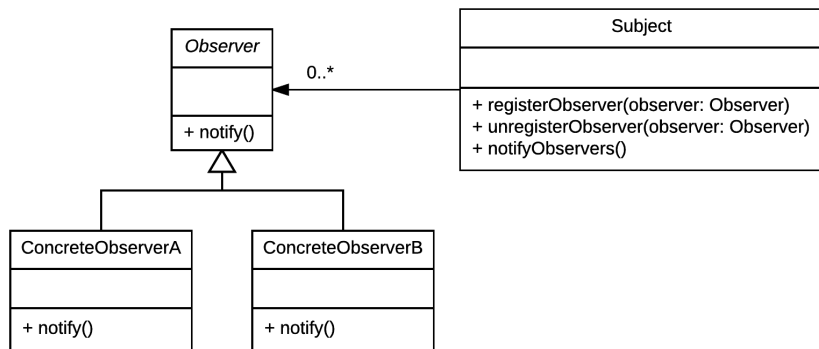 Observer
+ notify()
0..*
Subject
+ registerObserver(observer: Observer)
+ unregisterObserver(observer: Observer)
+ notifyObservers()
ConcreteObserverA
+ notify()
ConcreteObserverB
+ notify()